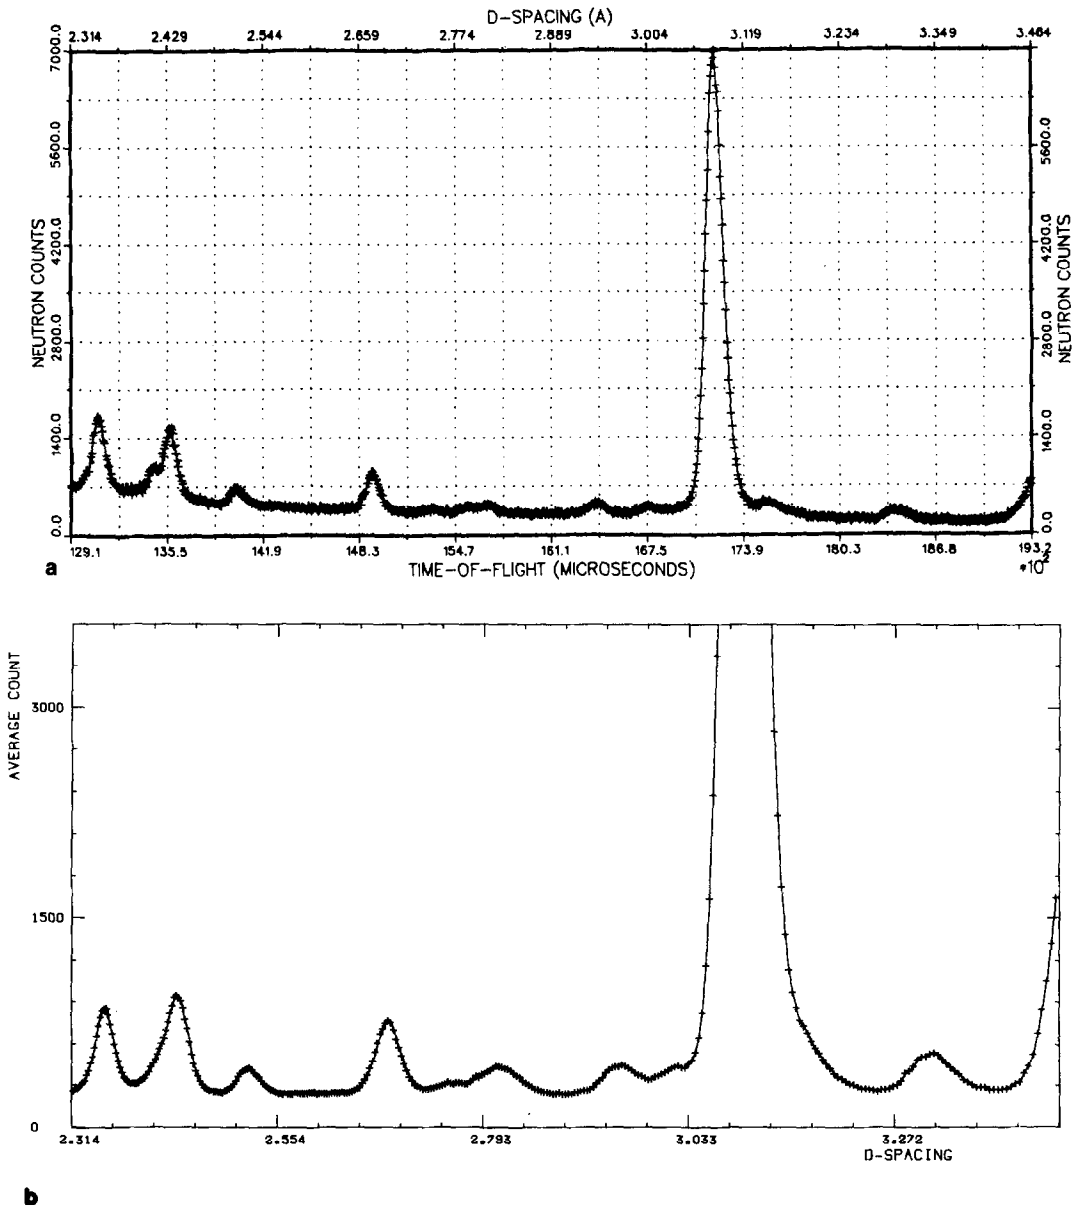 D-SPACING (A)
2.314 2.429 2.544 2.659 2.774 2.889 3.004 3.119 3.234 3.349 3.464
7000.0
5600.0 5600.0
4200.0 4200.0
2800.0 2800.0
1400.0 1400.0
0.0 0.0
NEUTRON COUNTS NEUTRON COUNTS
129.1 135.5 141.9 148.3 154.7 161.1 167.5 173.9 180.3 186.8 193.2
a TIME-OF-FLIGHT (MICROSECONDS) *10²
AVERAGE COUNT
3000
1500
0
2.314 2.554 2.793 3.033 3.272
D-SPACING
b